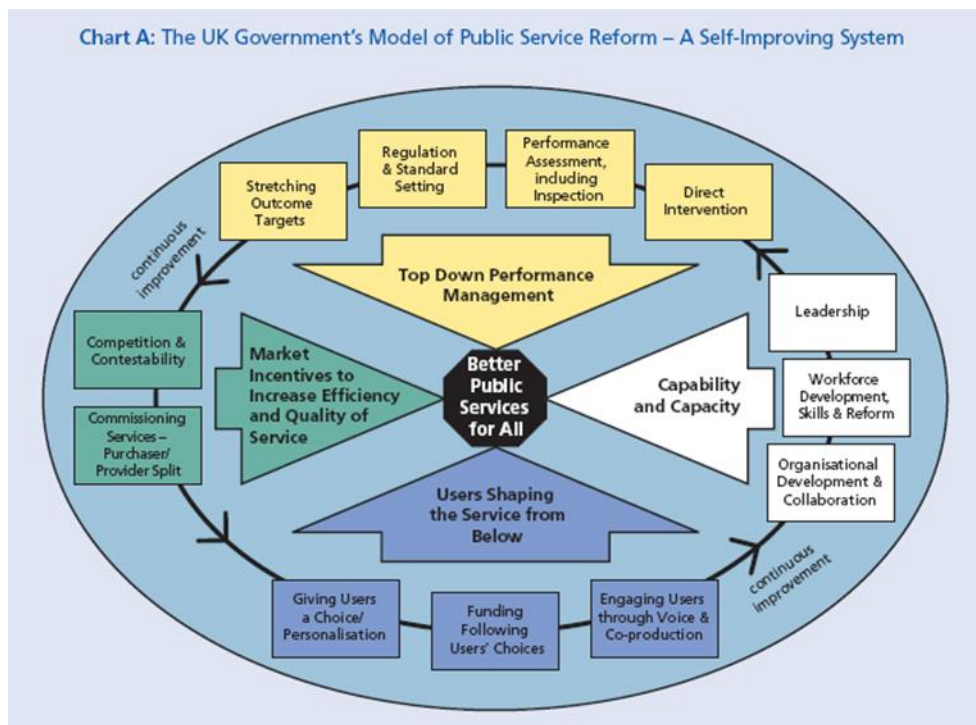 Chart A: The UK Government's Model of Public Service Reform – A Self-Improving System
Regulation
& Standard
Setting
Performance
Assessment,
including
Inspection
Stretching
Outcome
Targets
Direct
Intervention
continuous
improvement
Top Down Performance
Management
Leadership
Competition &
Contestability
Market
Incentives to
Increase Efficiency
and Quality of
Service
Better
Public
Services
for All
Capability
and Capacity
Workforce
Development,
Skills & Reform
Commissioning
Services –
Purchaser/
Provider Split
Organisational
Development &
Collaboration
Users Shaping
the Service from
Below
continuous
improvement
Giving Users
a Choice/
Personalisation
Funding
Following
Users' Choices
Engaging Users
through Voice &
Co-production